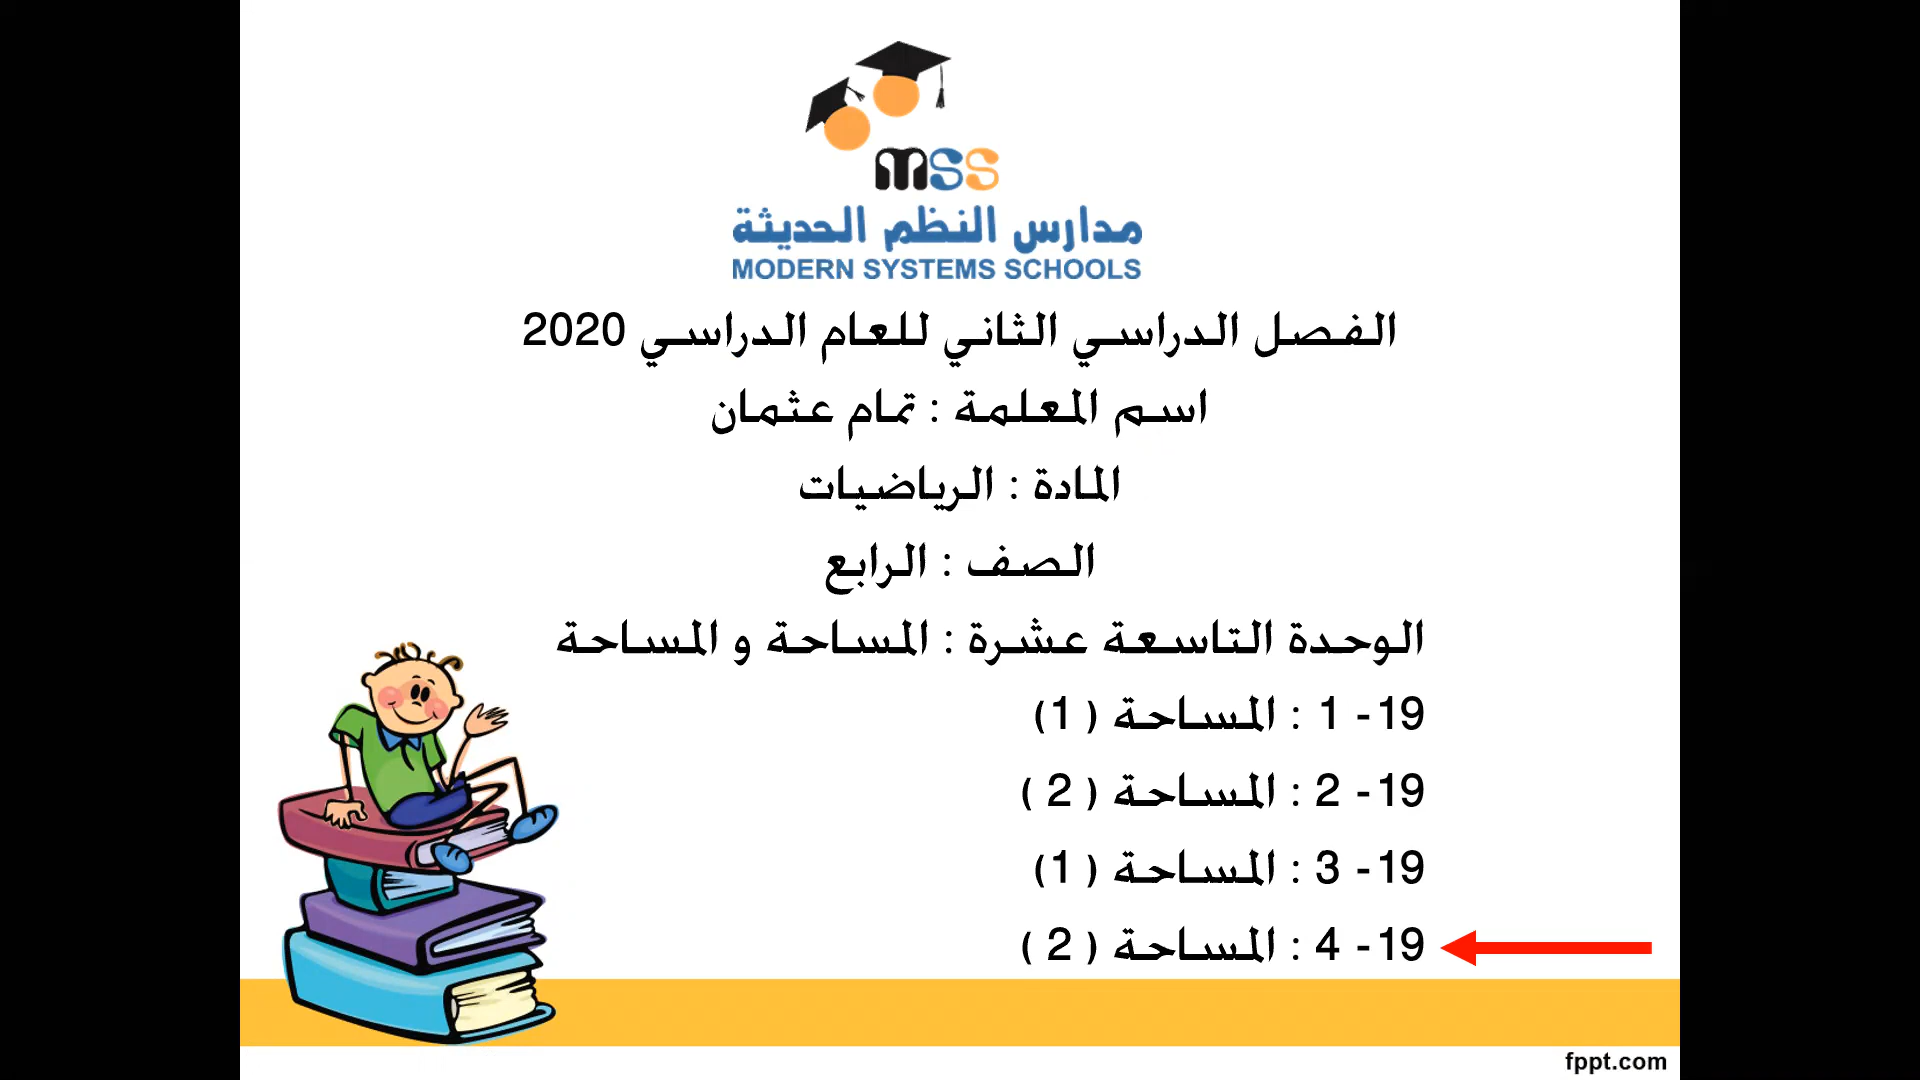 mss
مدارس النظم الحديثة
MODERN SYSTEMS SCHOOLS
الفصل الدراسي الثاني للعام الدراسي 2020
اسم المعلمة : تمام عثمان
المادة : الرياضيات
الصف : الرابع
الوحدة التاسعة عشرة : المساحة و المساحة
19- 1 : المساحة ( 1)
19- 2 : المساحة ( 2 )
19- 3 : المساحة ( 1)
19- 4 : المساحة ( 2 )
fppt.com